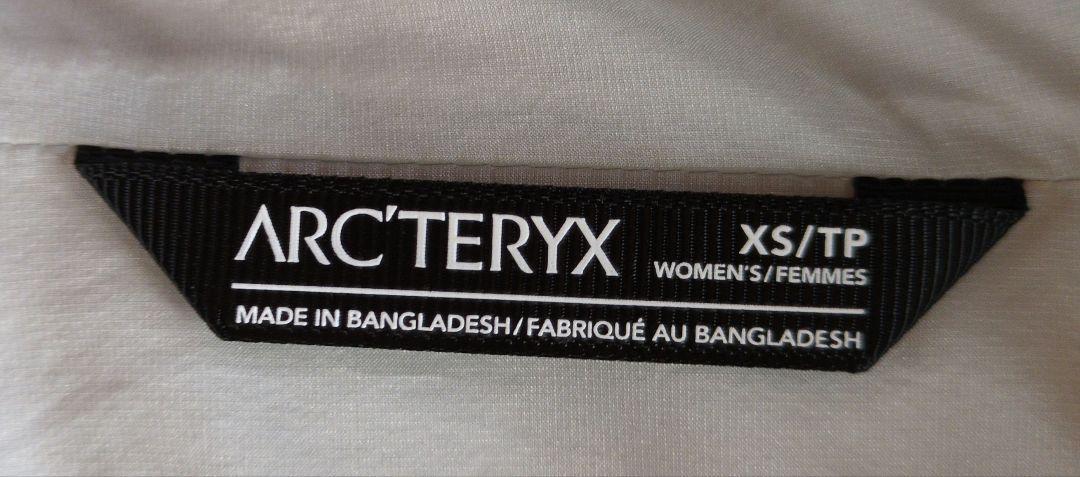 ARC'TERYX
XS/TP
WOMEN'S/FEMMES
MADE IN BANGLADESH/FABRIQUÉ AU BANGLADESH